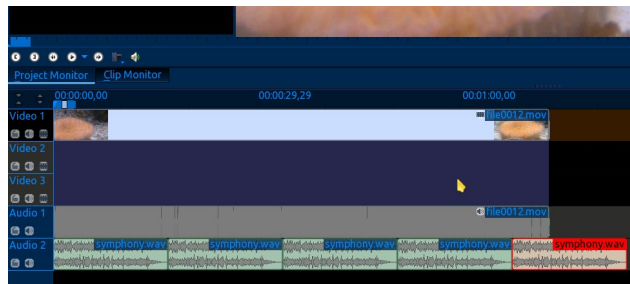 Project Monitor Clip Monitor
00:00:00,00 00:00:29,29 00:01:00,00
Video 1 file0012.mov
Video 2
Video 3
Audio 1 file0012.mov
Audio 2 symphony.wav symphony.wav symphony.wav symphony.wav symphony.wav